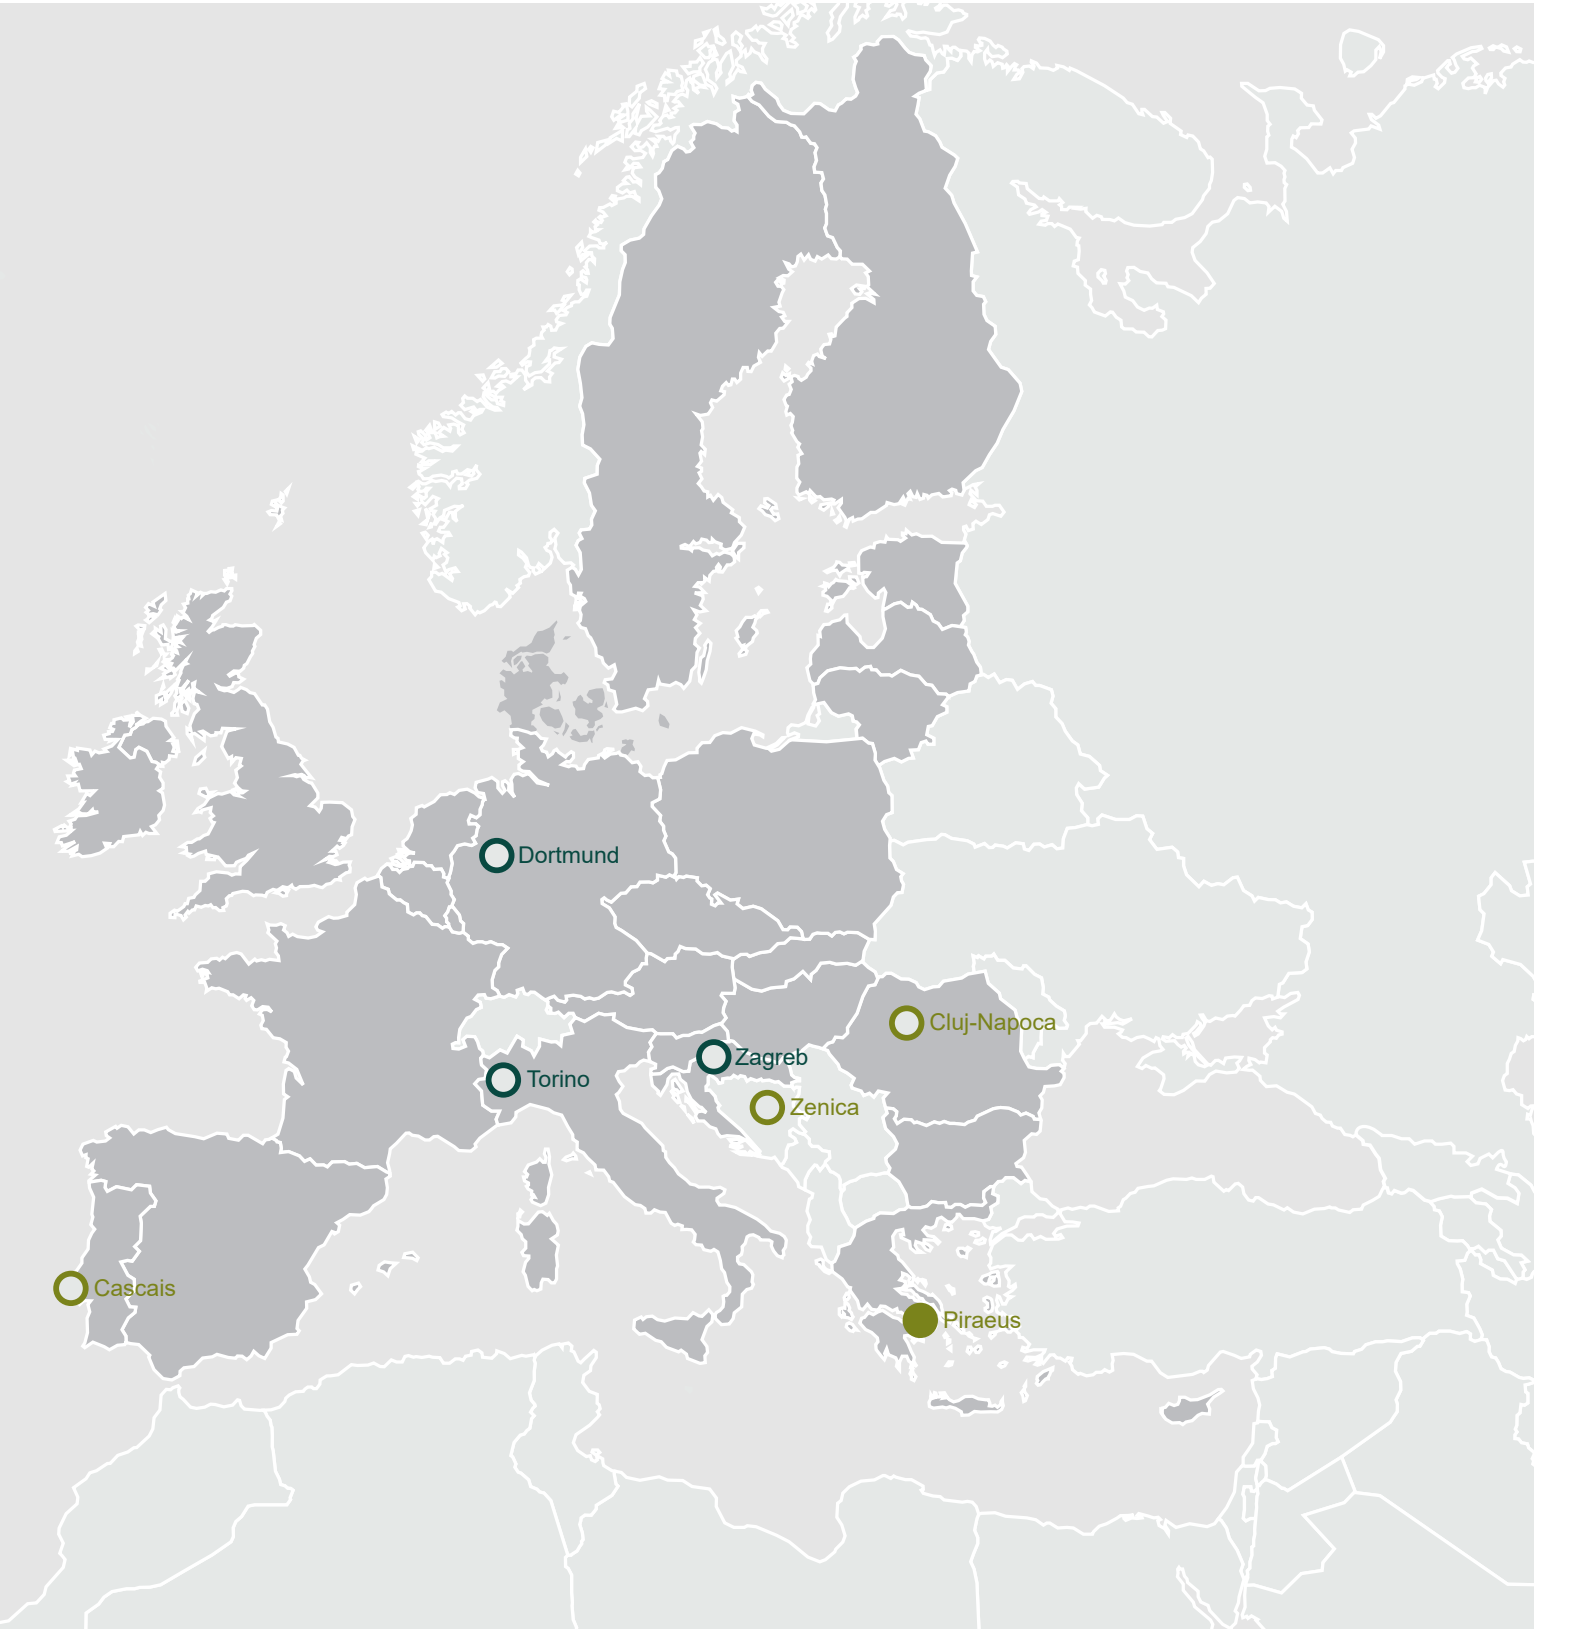 Dortmund
Cluj-Napoca
Zagreb
Torino
Zenica
Cascais
Piraeus